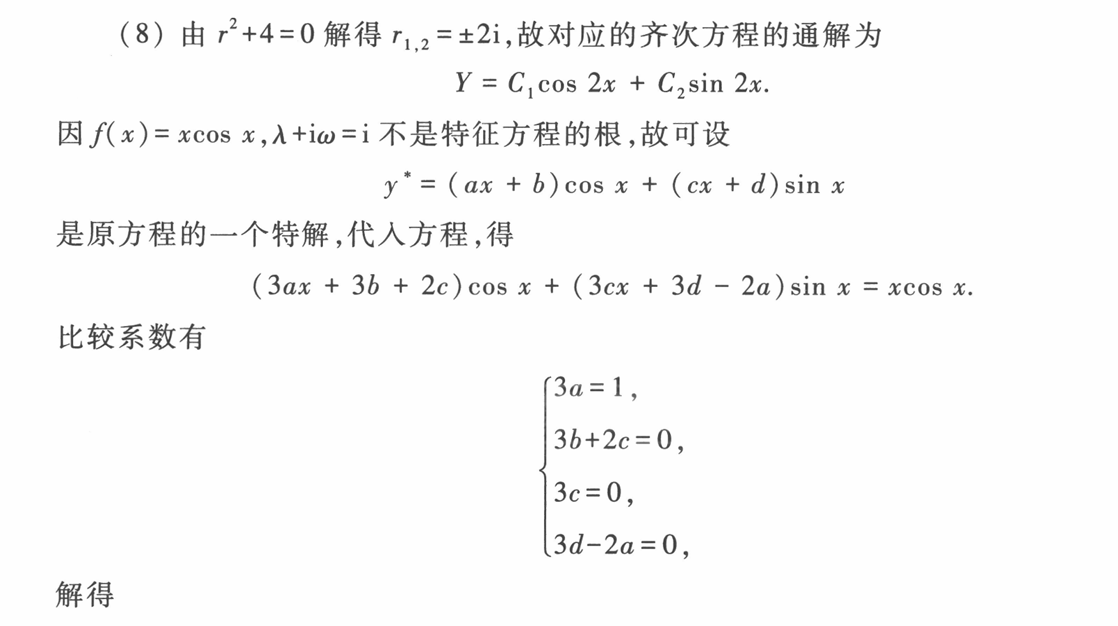 （8）由 r²+4=0 解得 r₁,₂=±2i,故对应的齐次方程的通解为
Y = C₁cos 2x + C₂sin 2x.
因 f(x)=xcos x,λ+iω=i 不是特征方程的根,故可设
y* = (ax + b)cos x + (cx + d)sin x
是原方程的一个特解,代入方程,得
(3ax + 3b + 2c)cos x + (3cx + 3d − 2a)sin x = xcos x.
比较系数有
{3a=1,
3b+2c=0,
3c=0,
3d−2a=0,
解得